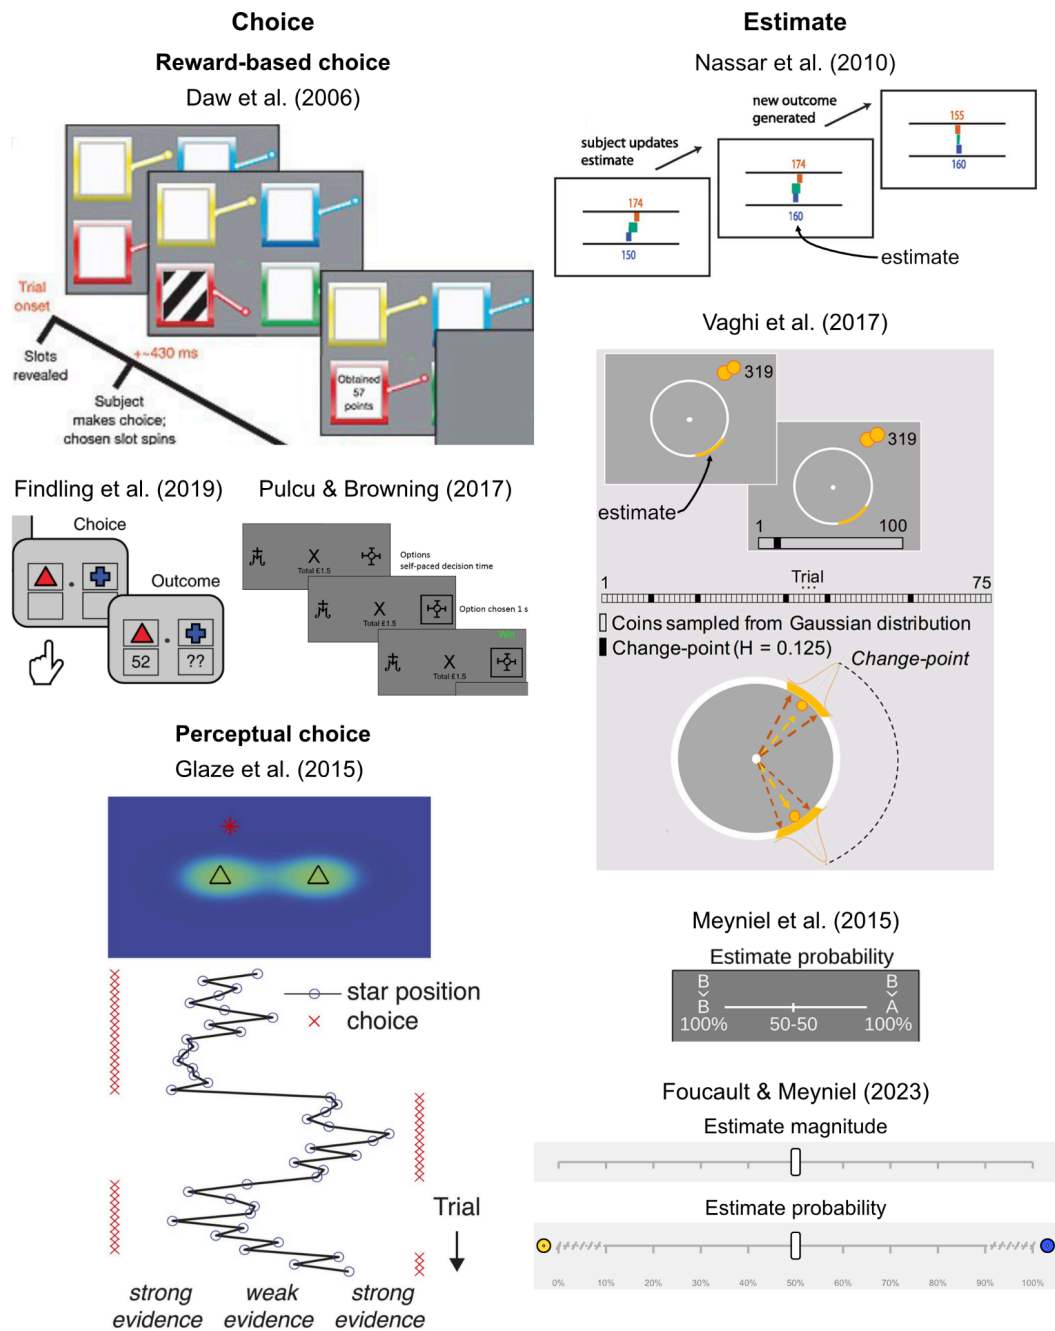 Choice
Reward-based choice
Daw et al. (2006)
Trial
onset
Slots
revealed
+~430 ms
Subject
makes choice;
chosen slot spins
Obtained
57
points
Findling et al. (2019)
Choice
Outcome
52
??
Pulcu & Browning (2017)
X
Total £1.5
Options
self-paced decision time
X
Total £1.5
Option chosen 1 s
Win
X
Total £1.5
Perceptual choice
Glaze et al. (2015)
star position
choice
Trial
strong
evidence
weak
evidence
strong
evidence
Estimate
Nassar et al. (2010)
new outcome
generated
subject updates
estimate
174
150
174
160
155
160
estimate
Vaghi et al. (2017)
319
319
estimate
1
100
1
Trial
...
75
Coins sampled from Gaussian distribution
Change-point (H = 0.125)
Change-point
Meyniel et al. (2015)
Estimate probability
B
B
B
A
100%
50-50
100%
Foucault & Meyniel (2023)
Estimate magnitude
Estimate probability
0% 10% 20% 30% 40% 50% 60% 70% 80% 90% 100%